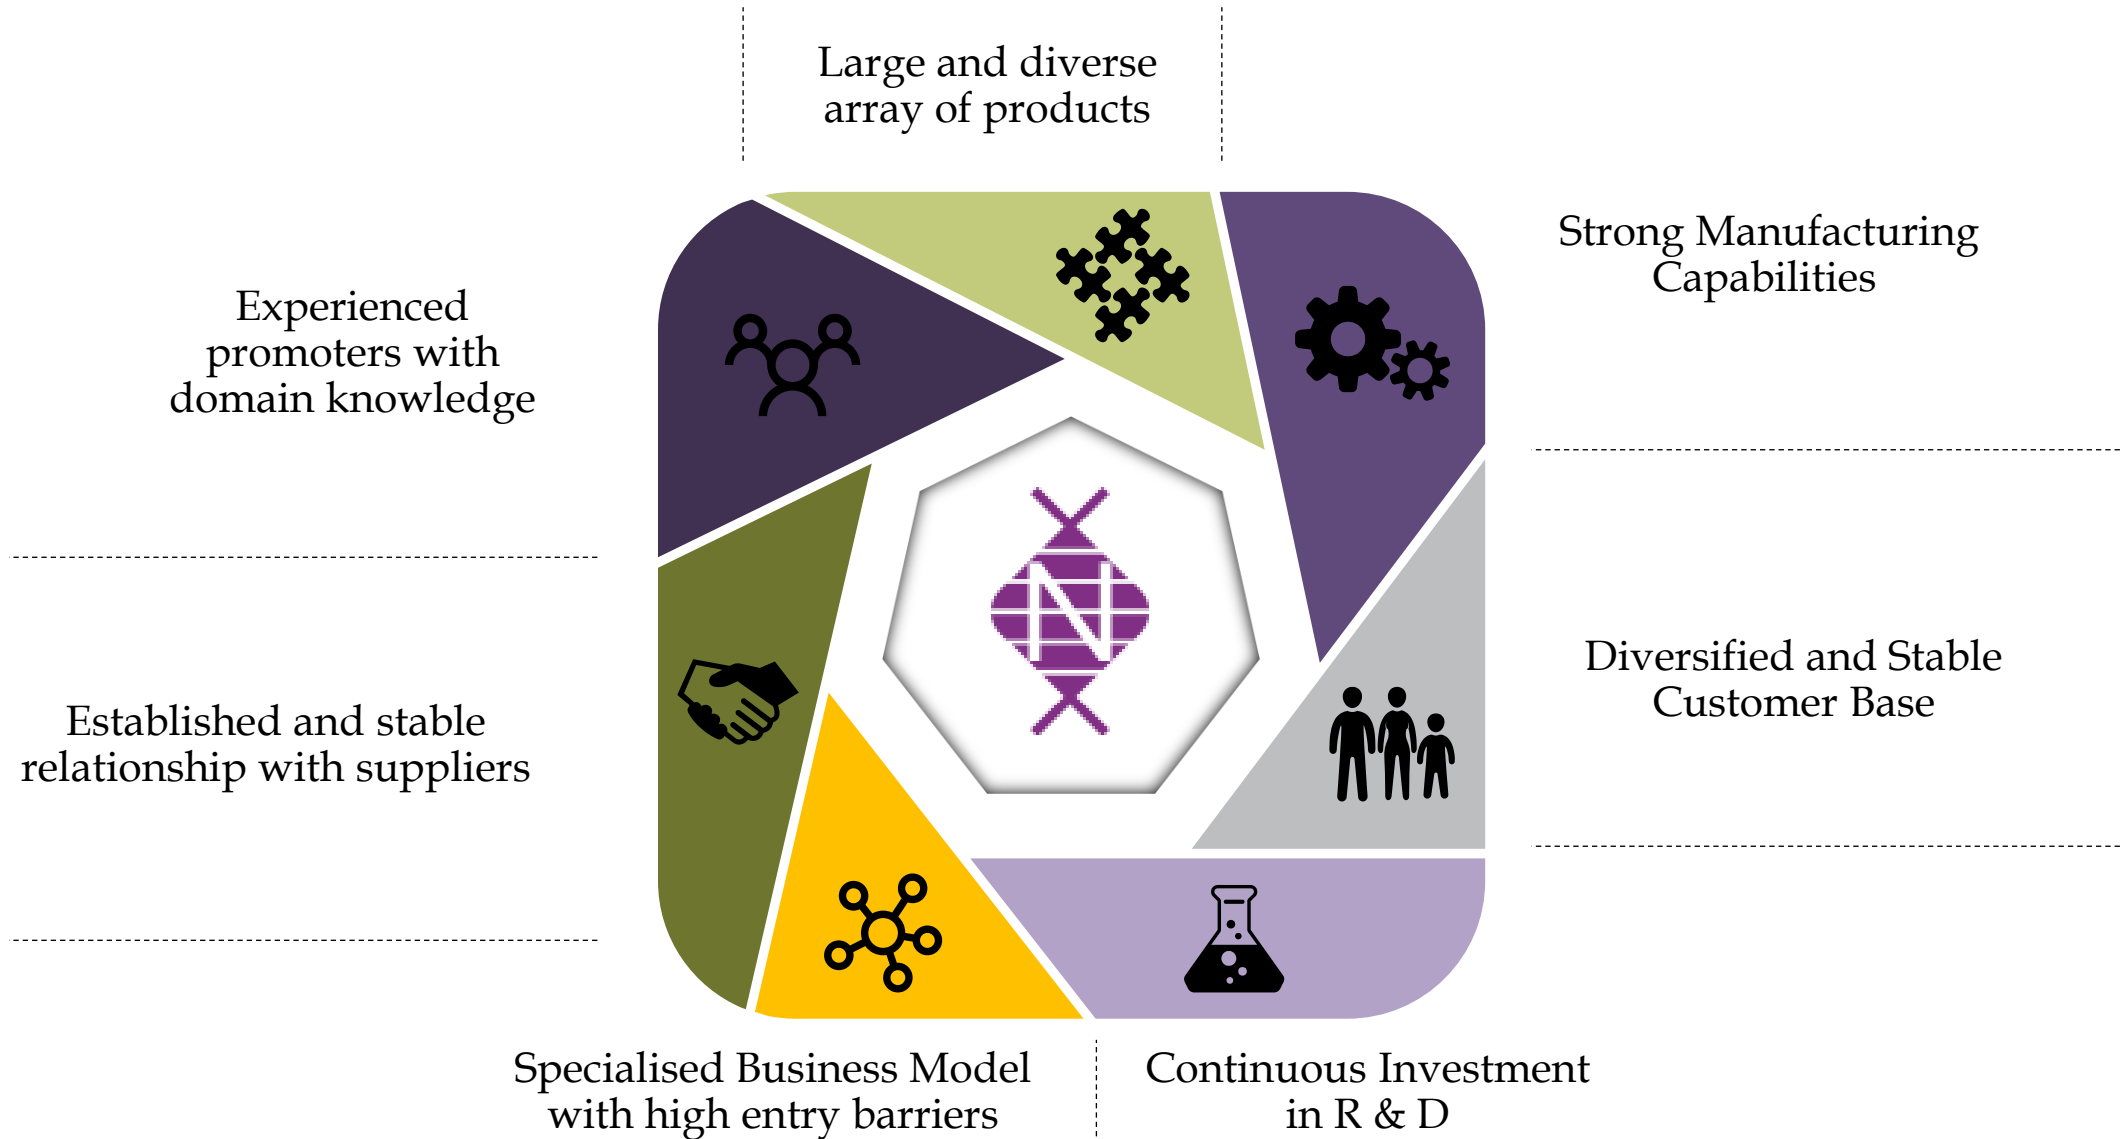 Large and diverse
array of products
Strong Manufacturing
Capabilities
Experienced
promoters with
domain knowledge
Diversified and Stable
Customer Base
Established and stable
relationship with suppliers
N
Specialised Business Model
with high entry barriers
Continuous Investment
in R & D